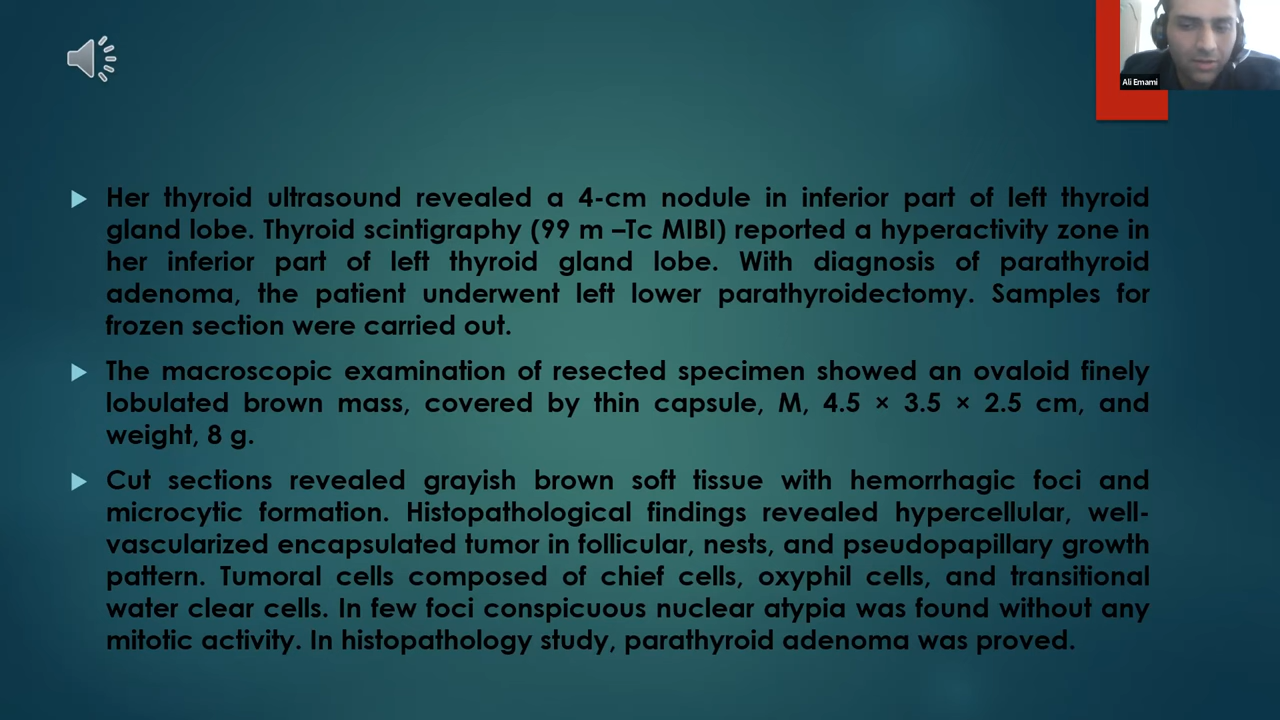 Ali Emami
Her thyroid ultrasound revealed a 4-cm nodule in inferior part of left thyroid
gland lobe. Thyroid scintigraphy (99 m –Tc MIBI) reported a hyperactivity zone in
her inferior part of left thyroid gland lobe. With diagnosis of parathyroid
adenoma, the patient underwent left lower parathyroidectomy. Samples for
frozen section were carried out.
The macroscopic examination of resected specimen showed an ovaloid finely
lobulated brown mass, covered by thin capsule, M, 4.5 × 3.5 × 2.5 cm, and
weight, 8 g.
Cut sections revealed grayish brown soft tissue with hemorrhagic foci and
microcytic formation. Histopathological findings revealed hypercellular, well-
vascularized encapsulated tumor in follicular, nests, and pseudopapillary growth
pattern. Tumoral cells composed of chief cells, oxyphil cells, and transitional
water clear cells. In few foci conspicuous nuclear atypia was found without any
mitotic activity. In histopathology study, parathyroid adenoma was proved.